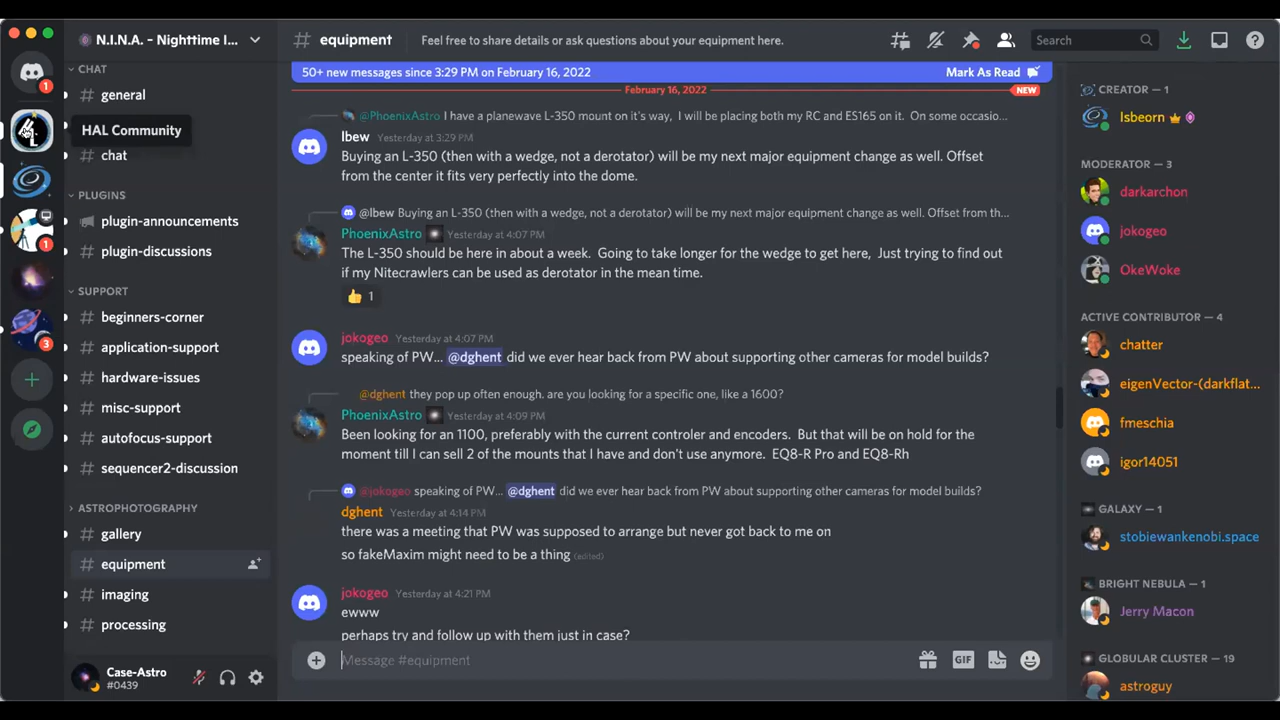 N.I.N.A. - Nighttime I...
equipment
Feel free to share details or ask questions about your equipment here.
Search
1
HAL Community
1
3
CHAT
general
chat
PLUGINS
plugin-announcements
plugin-discussions
SUPPORT
beginners-corner
application-support
hardware-issues
misc-support
autofocus-support
sequencer2-discussion
ASTROPHOTOGRAPHY
gallery
equipment
imaging
processing
Case-Astro
#0439
50+ new messages since 3:29 PM on February 16, 2022
Mark As Read
February 16, 2022
NEW
@PhoenixAstro I have a planewave L-350 mount on it's way, I will be placing both my RC and ES165 on it. On some occasio...
lbew Yesterday at 3:29 PM
Buying an L-350 (then with a wedge, not a derotator) will be my next major equipment change as well. Offset
from the center it fits very perfectly into the dome.
@lbew Buying an L-350 (then with a wedge, not a derotator) will be my next major equipment change as well. Offset from th...
PhoenixAstro Yesterday at 4:07 PM
The L-350 should be here in about a week. Going to take longer for the wedge to get here, Just trying to find out
if my Nitecrawlers can be used as derotator in the mean time.
1
jokogeo Yesterday at 4:07 PM
speaking of PW... @dghent did we ever hear back from PW about supporting other cameras for model builds?
@dghent they pop up often enough. are you looking for a specific one, like a 1600?
PhoenixAstro Yesterday at 4:09 PM
Been looking for an 1100, preferably with the current controler and encoders. But that will be on hold for the
moment till I can sell 2 of the mounts that I have and don't use anymore. EQ8-R Pro and EQ8-Rh
@jokogeo speaking of PW... @dghent did we ever hear back from PW about supporting other cameras for model builds?
dghent Yesterday at 4:14 PM
there was a meeting that PW was supposed to arrange but never got back to me on
so fakeMaxim might need to be a thing (edited)
jokogeo Yesterday at 4:21 PM
ewww
perhaps try and follow up with them just in case?
Message #equipment
GIF
CREATOR — 1
Isbeorn
MODERATOR — 3
darkarchon
jokogeo
OkeWoke
ACTIVE CONTRIBUTOR — 4
chatter
eigenVector-(darkflat...
fmeschia
igor14051
GALAXY — 1
stobiewankenobi.space
BRIGHT NEBULA — 1
Jerry Macon
GLOBULAR CLUSTER — 19
astroguy